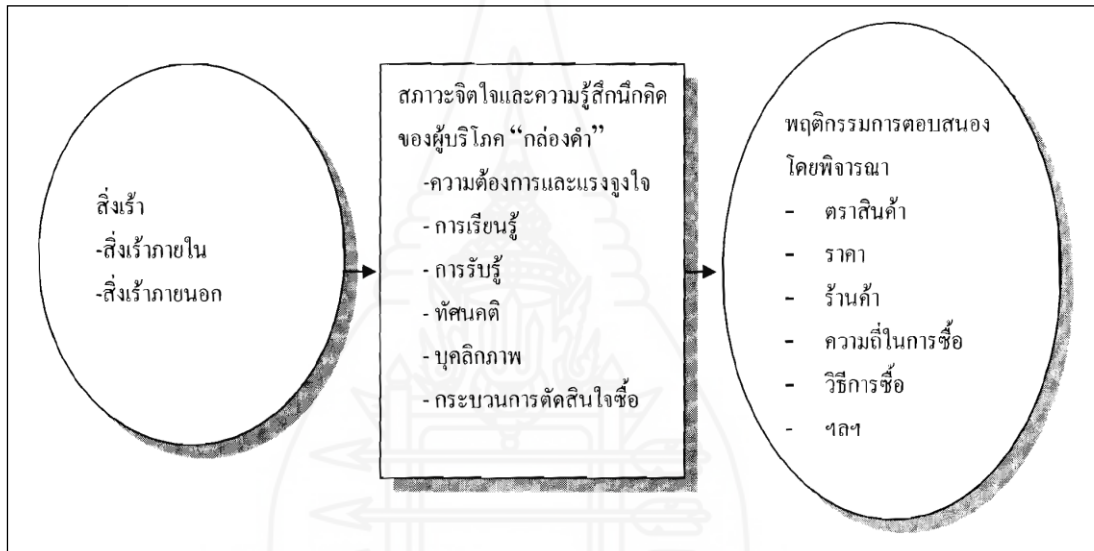 สิ่งเร้า
-สิ่งเร้าภายใน
-สิ่งเร้าภายนอก
สภาวะจิตใจและความรู้สึกนึกคิด
ของผู้บริโภค “กล่องดำ”
-ความต้องการและแรงจูงใจ
- การเรียนรู้
- การรับรู้
- ทัศนคติ
- บุคลิกภาพ
- กระบวนการตัดสินใจซื้อ
พฤติกรรมการตอบสนอง
โดยพิจารณา
- ตราสินค้า
- ราคา
- ร้านค้า
- ความถี่ในการซื้อ
- วิธีการซื้อ
- ฯลฯ